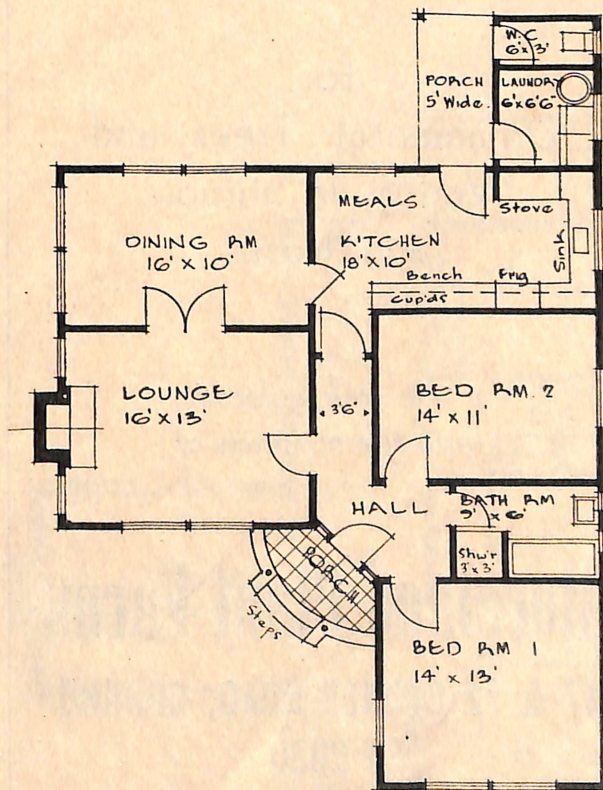 W.C
6'x3'
PORCH
5' Wide.
LAUNDRY
6'x6'6"
MEALS
Stove
DINING RM
16' X 10'
KITCHEN
18' X 10'
Sink
Bench
Frig
Cup'ds
LOUNGE
16' X 13'
3'6"
BED RM. 2
14' x 11'
HALL
BATH RM
9' x 6'
Shw'r
3'x3'
PORCH
Steps
BED RM 1
14' x 13'